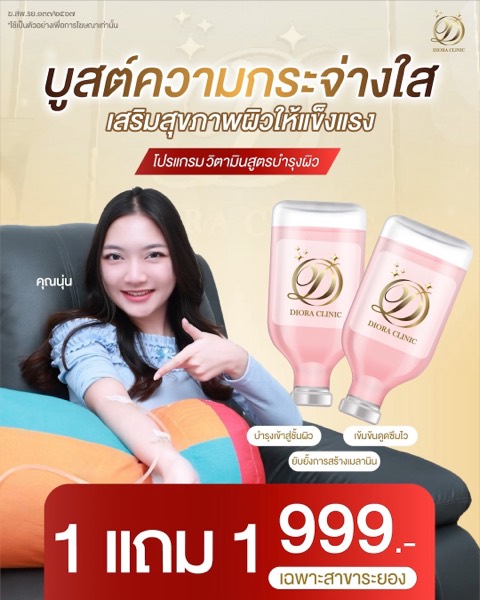 ฆ.สพ.รย.๑๓๗/๒๕๖๗
*ใช้เป็นตัวอย่างเพื่อการโฆษณาเท่านั้น
D
DIORA CLINIC
บูสต์ความกระจ่างใส
เสริมสุขภาพผิวให้แข็งแรง
โปรแกรม วิตามินสูตรบำรุงผิว
DIORA CLINIC
คุณนุ่น
D
DIORA CLINIC
D
DIORA CLINIC
บำรุงเข้าสู่ชั้นผิว
เข้มข้นดูดซึมไว
ยับยั้งการสร้างเมลานิน
1 แถม 1
999.-
เฉพาะสาขาระยอง